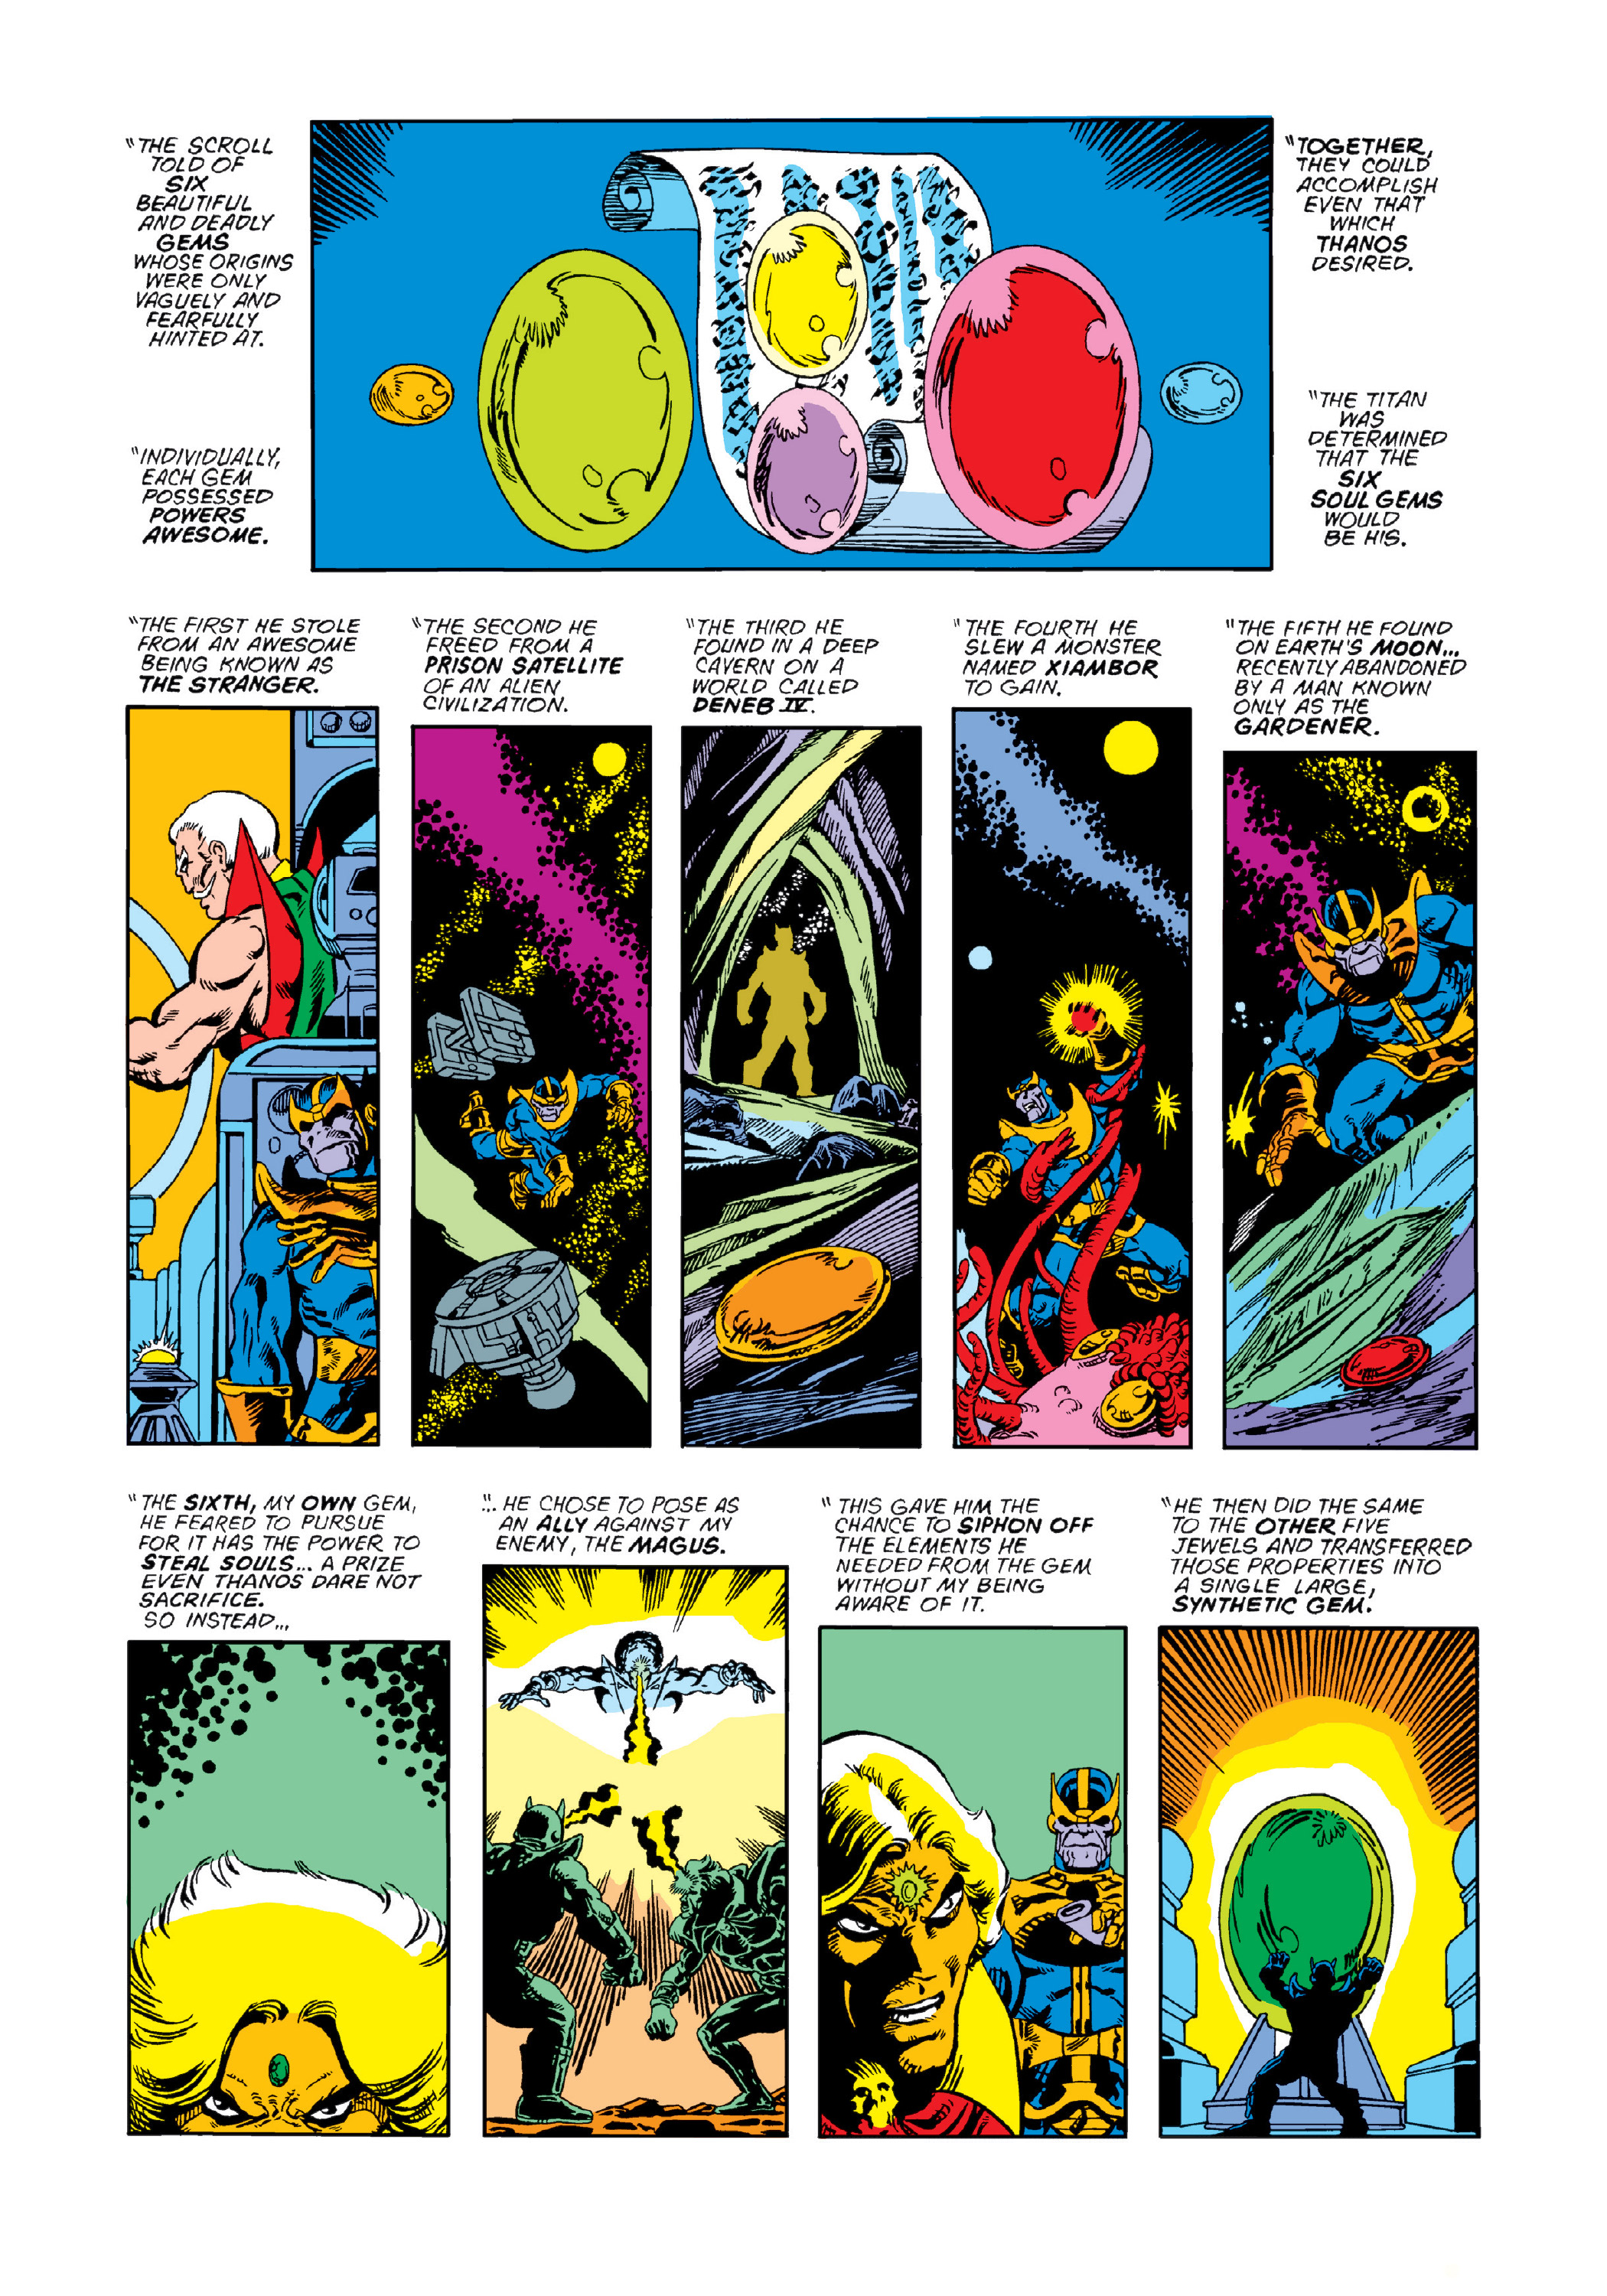 "THE SCROLL
TOLD OF
SIX
BEAUTIFUL
AND DEADLY
GEMS
WHOSE ORIGINS
WERE ONLY
VAGUELY AND
FEARFULLY
HINTED AT.
"INDIVIDUALLY,
EACH GEM
POSSESSED
POWERS
AWESOME.
"TOGETHER,
THEY COULD
ACCOMPLISH
EVEN THAT
WHICH
THANOS
DESIRED.
"THE TITAN
WAS
DETERMINED
THAT THE
SIX
SOUL GEMS
WOULD
BE HIS.
"THE FIRST HE STOLE
FROM AN AWESOME
BEING KNOWN AS
THE STRANGER.
"THE SECOND HE
FREED FROM A
PRISON SATELLITE
OF AN ALIEN
CIVILIZATION.
"THE THIRD HE
FOUND IN A DEEP
CAVERN ON A
WORLD CALLED
DENEB IV.
"THE FOURTH HE
SLEW A MONSTER
NAMED XIAMBOR
TO GAIN.
"THE FIFTH HE FOUND
ON EARTH'S MOON...
RECENTLY ABANDONED
BY A MAN KNOWN
ONLY AS THE
GARDENER.
"THE SIXTH, MY OWN GEM,
HE FEARED TO PURSUE
FOR IT HAS THE POWER TO
STEAL SOULS... A PRIZE
EVEN THANOS DARE NOT
SACRIFICE.
SO INSTEAD...
"... HE CHOSE TO POSE AS
AN ALLY AGAINST MY
ENEMY, THE MAGUS.
"THIS GAVE HIM THE
CHANCE TO SIPHON OFF
THE ELEMENTS HE
NEEDED FROM THE GEM
WITHOUT MY BEING
AWARE OF IT.
"HE THEN DID THE SAME
TO THE OTHER FIVE
JEWELS AND TRANSFERRED
THOSE PROPERTIES INTO
A SINGLE LARGE,
SYNTHETIC GEM!